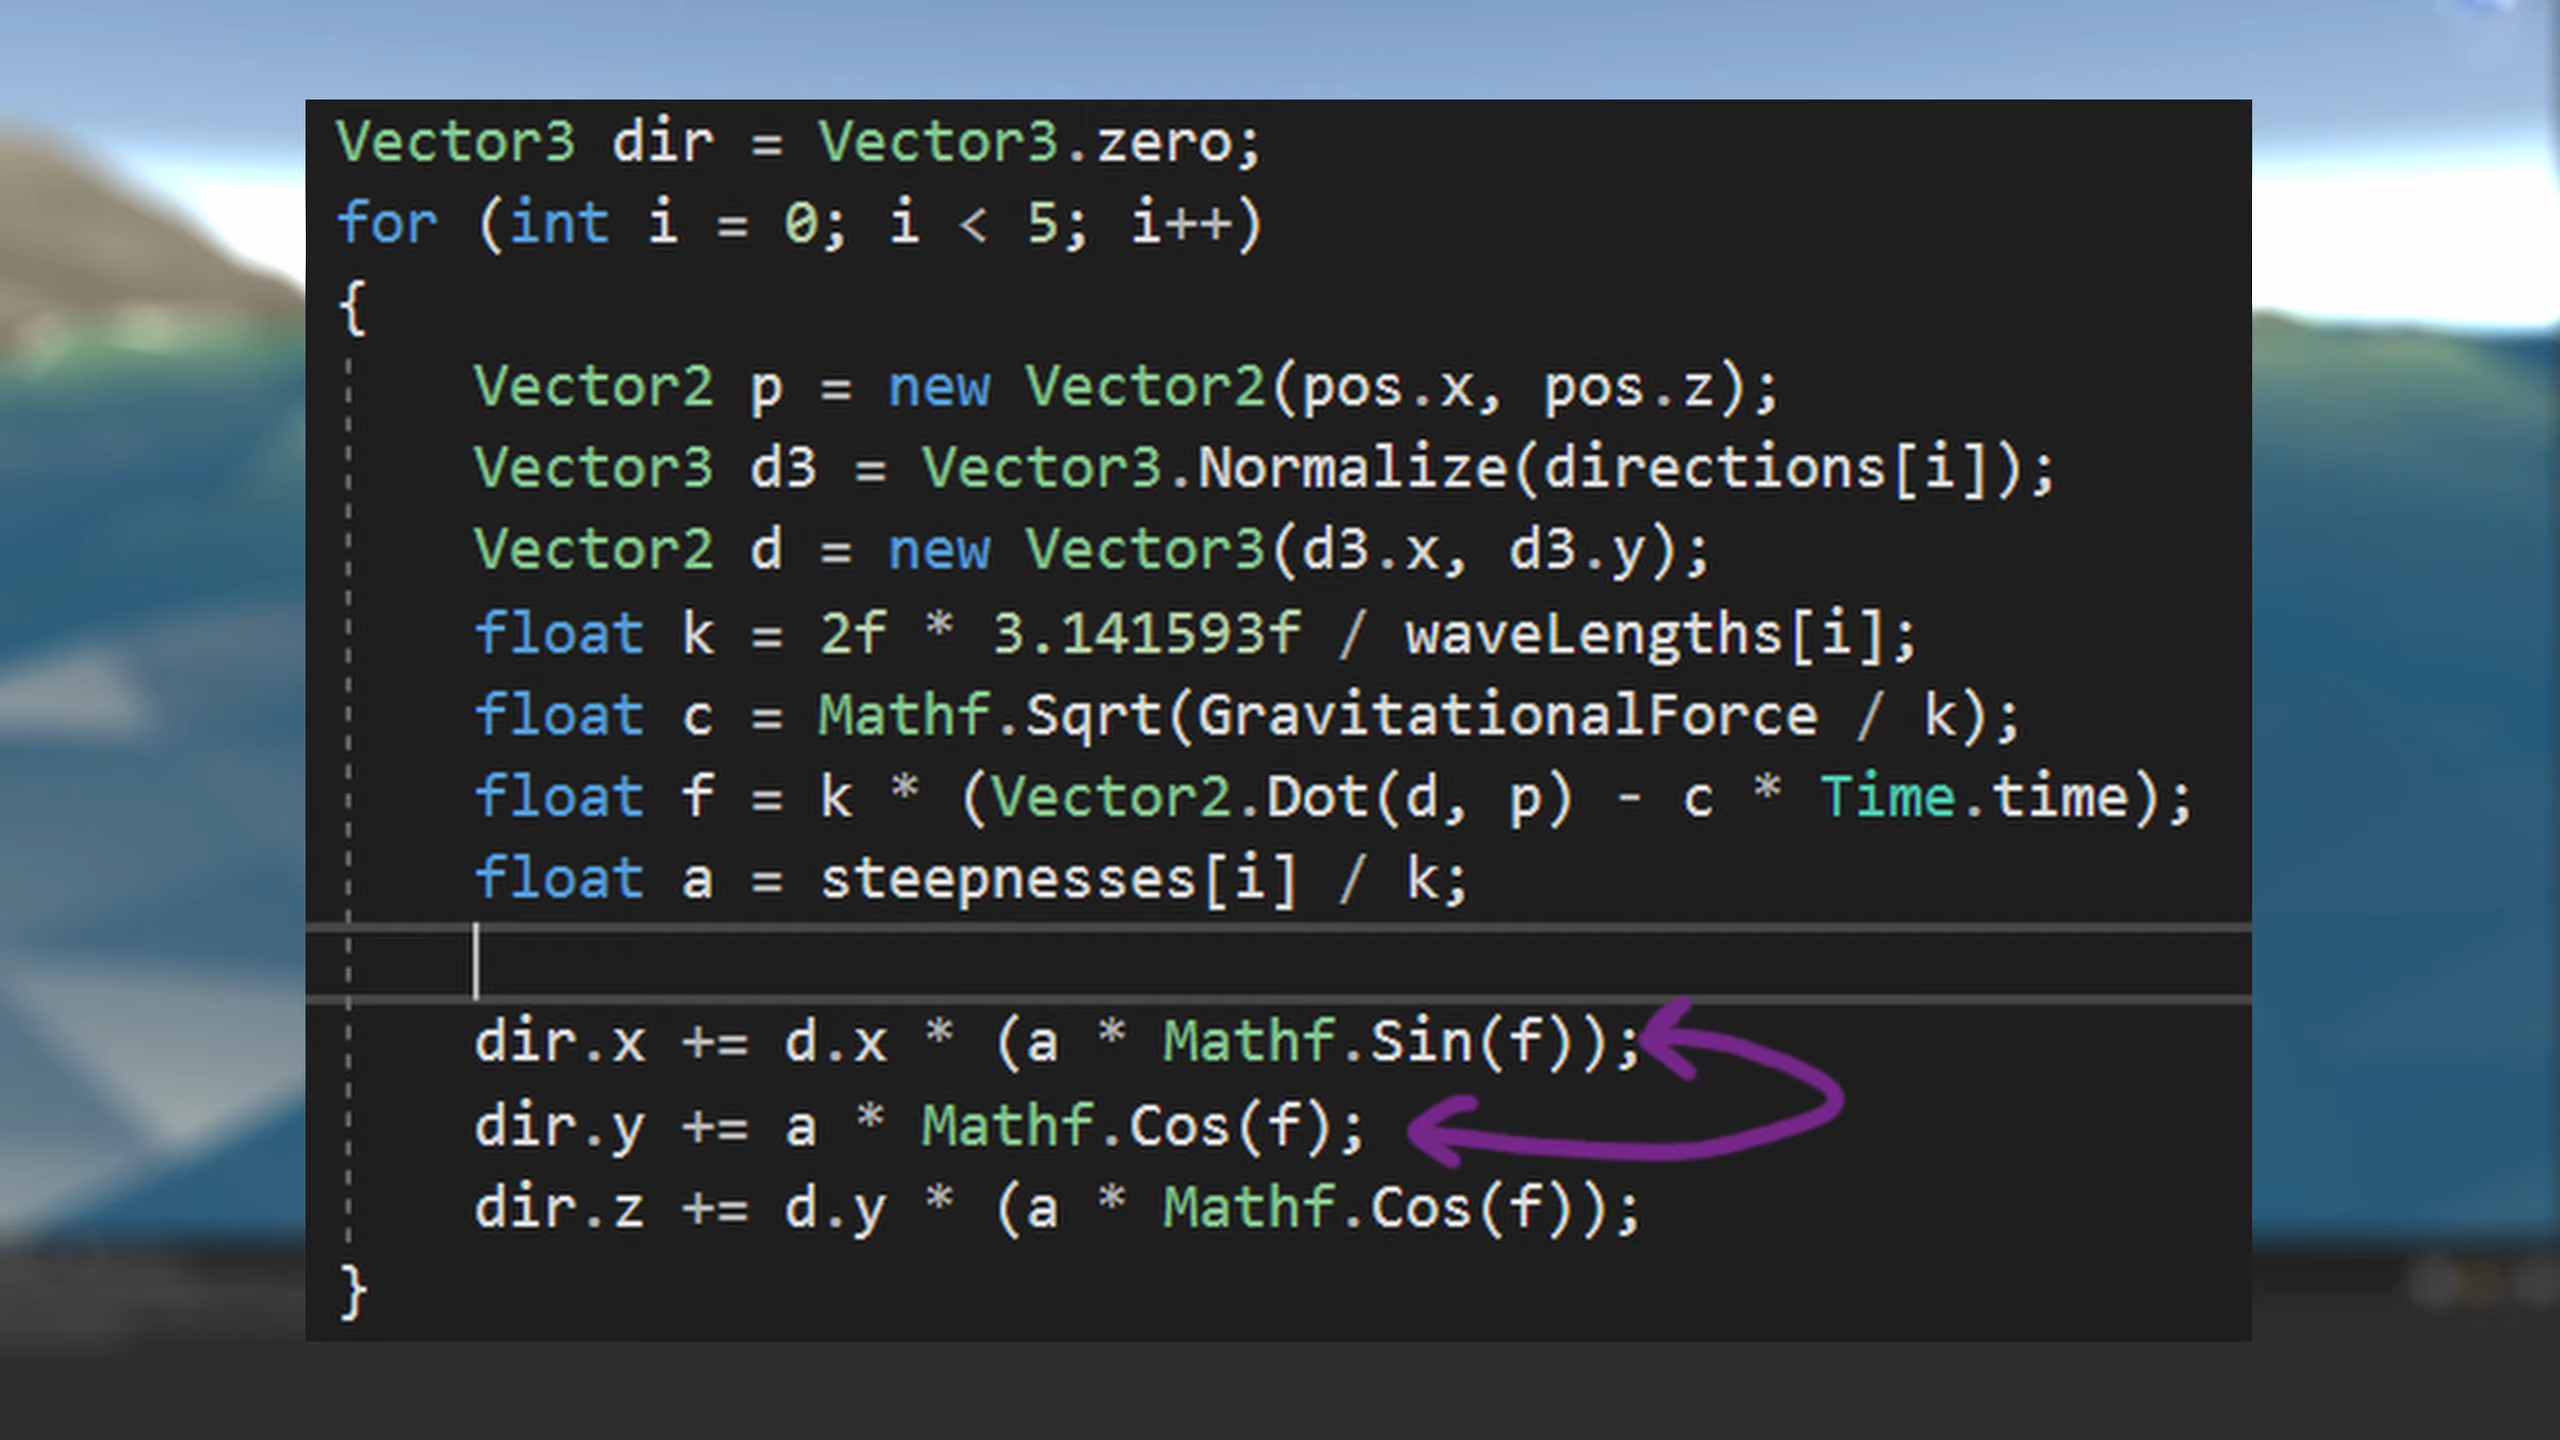 Vector3 dir = Vector3.zero;
for (int i = 0; i < 5; i++)
{
Vector2 p = new Vector2(pos.x, pos.z);
Vector3 d3 = Vector3.Normalize(directions[i]);
Vector2 d = new Vector3(d3.x, d3.y);
float k = 2f * 3.141593f / waveLengths[i];
float c = Mathf.Sqrt(GravitationalForce / k);
float f = k * (Vector2.Dot(d, p) - c * Time.time);
float a = steepnesses[i] / k;
dir.x += d.x * (a * Mathf.Sin(f));
dir.y += a * Mathf.Cos(f);
dir.z += d.y * (a * Mathf.Cos(f));
}